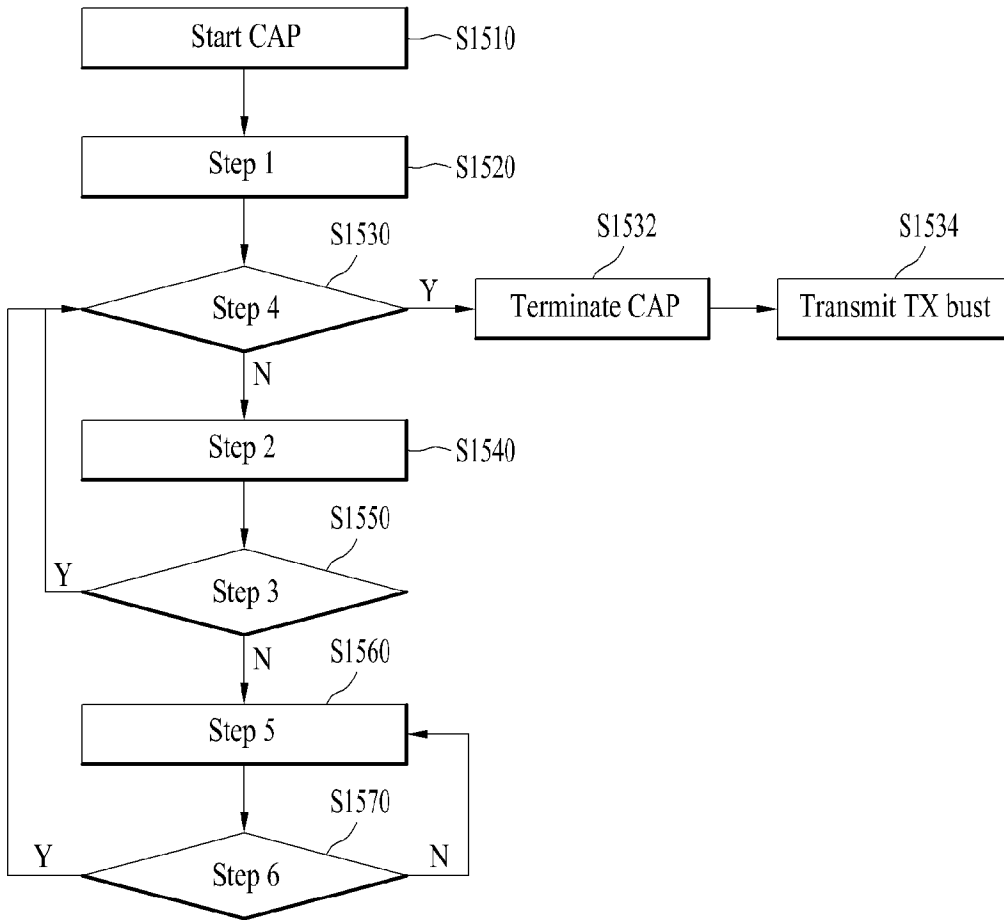 Start CAP
S1510
Step 1
S1520
S1530
Step 4
Y
S1532
Terminate CAP
S1534
Transmit TX bust
N
Step 2
S1540
S1550
Y
Step 3
N
S1560
Step 5
S1570
Y
Step 6
N